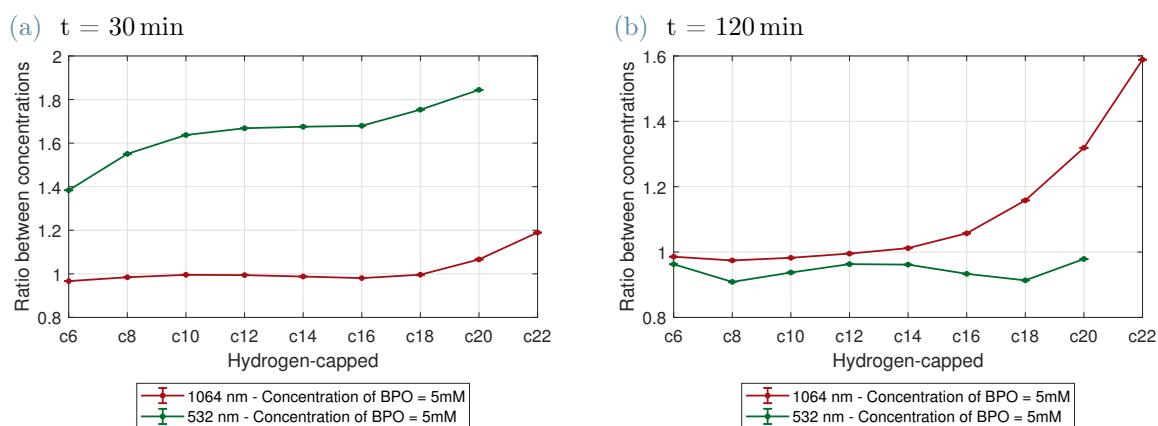 (a) t = 30 min
2
1.8
1.6
1.4
1.2
1
0.8
Ratio between concentrations
c6 c8 c10 c12 c14 c16 c18 c20 c22
Hydrogen-capped
1064 nm - Concentration of BPO = 5mM
532 nm - Concentration of BPO = 5mM
(b) t = 120 min
1.6
1.4
1.2
1
0.8
Ratio between concentrations
c6 c8 c10 c12 c14 c16 c18 c20 c22
Hydrogen-capped
1064 nm - Concentration of BPO = 5mM
532 nm - Concentration of BPO = 5mM